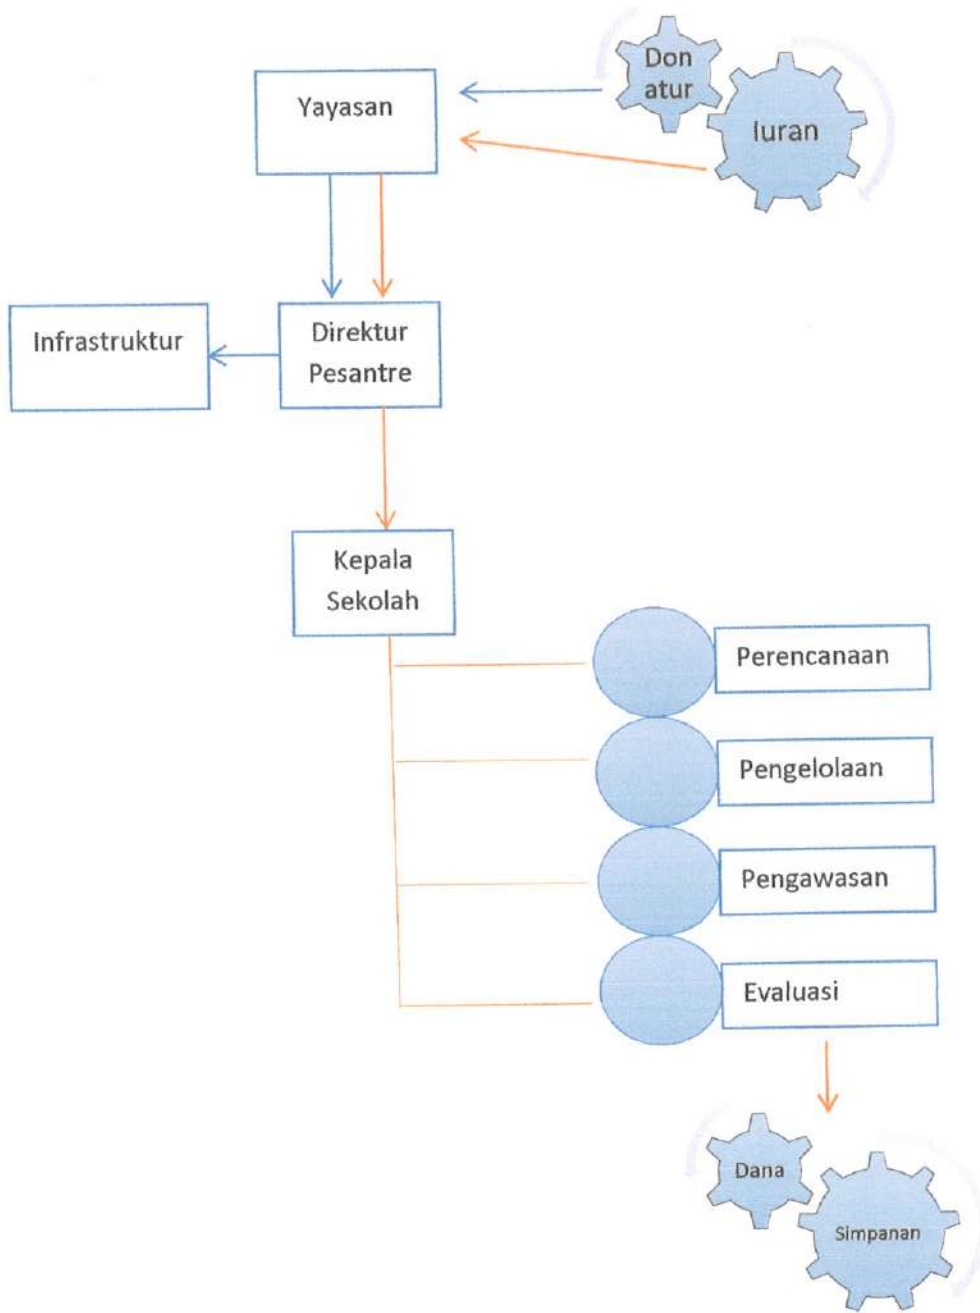 Don
atur
Iuran
Yayasan
Infrastruktur
Direktur
Pesantre
Kepala
Sekolah
Perencanaan
Pengelolaan
Pengawasan
Evaluasi
Dana
Simpanan